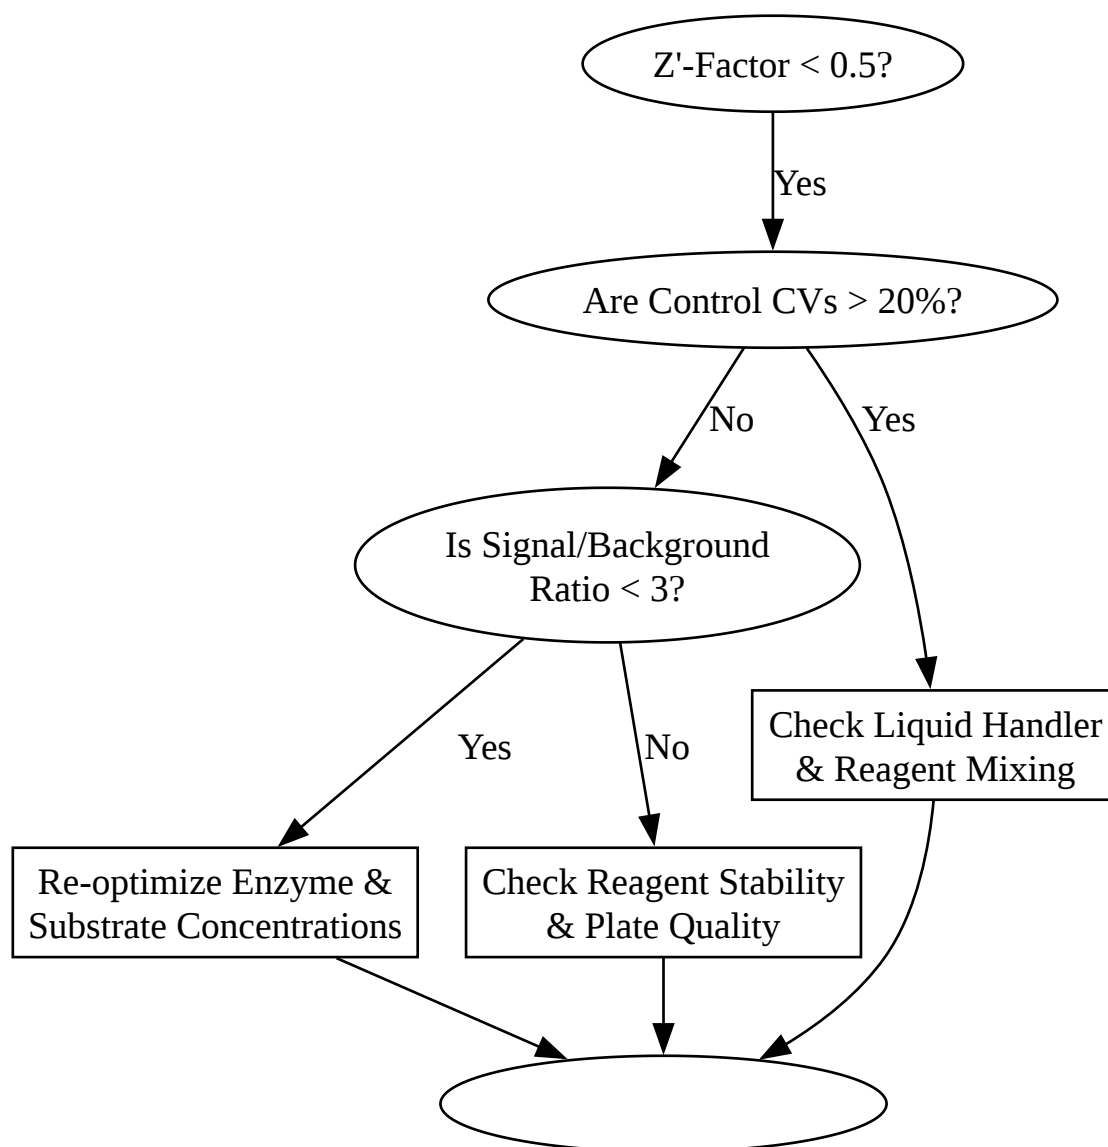 Z'-Factor < 0.5?
Yes
Are Control CVs > 20%?
No
Yes
Is Signal/Background
Ratio < 3?
Yes
No
Check Liquid Handler
& Reagent Mixing
Re-optimize Enzyme &
Substrate Concentrations
Check Reagent Stability
& Plate Quality